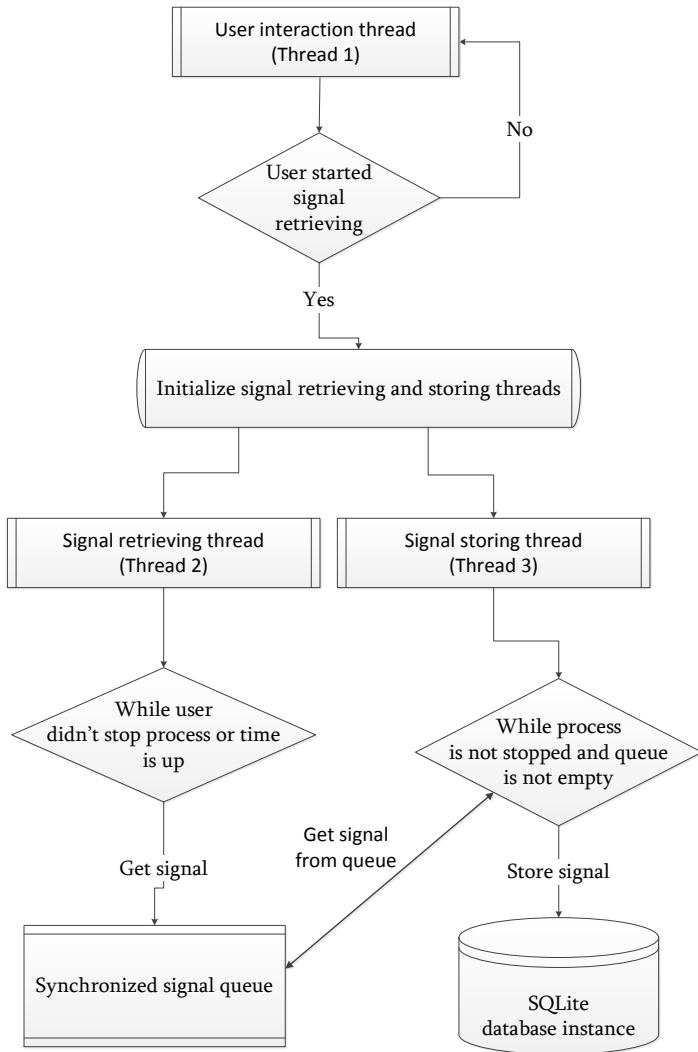 User interaction thread
(Thread 1)
No
User started
signal
retrieving
Yes
Initialize signal retrieving and storing threads
Signal retrieving thread
(Thread 2)
Signal storing thread
(Thread 3)
While user
didn't stop process or time
is up
While process
is not stopped and queue
is not empty
Get signal
from queue
Get signal
Store signal
Synchronized signal queue
SQLite
database instance